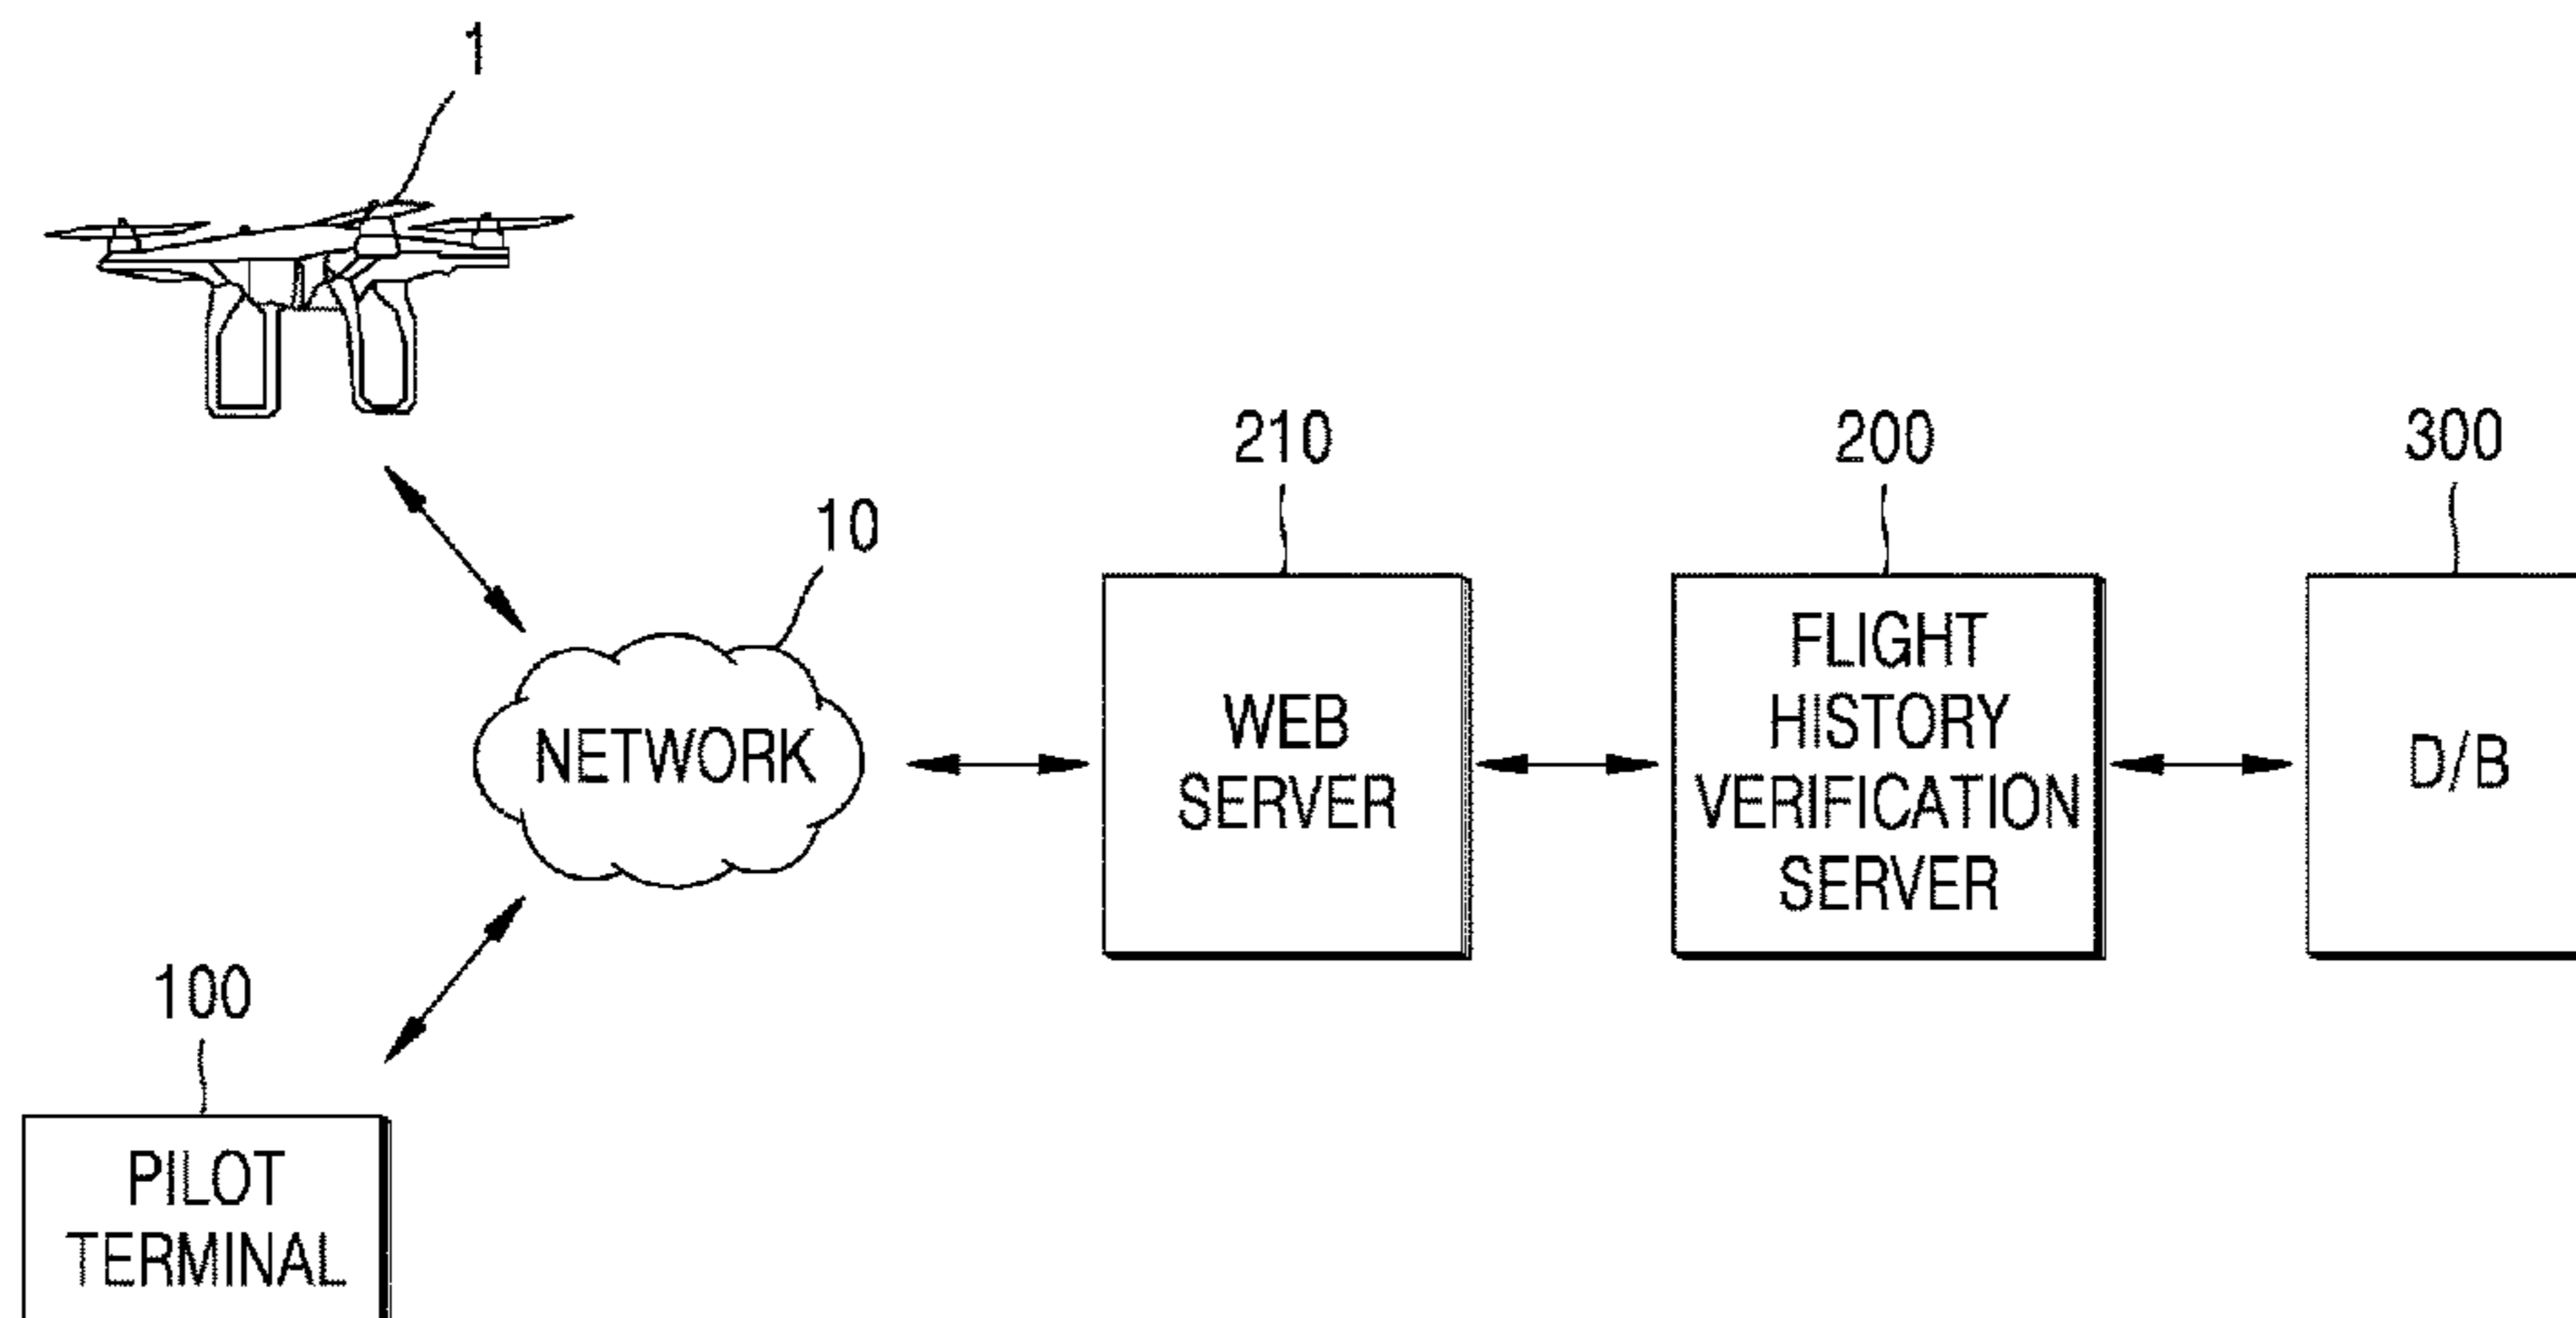 1
210
200
300
10
FLIGHT
HISTORY
VERIFICATION
SERVER
WEB
SERVER
D/B
NETWORK
100
PILOT
TERMINAL